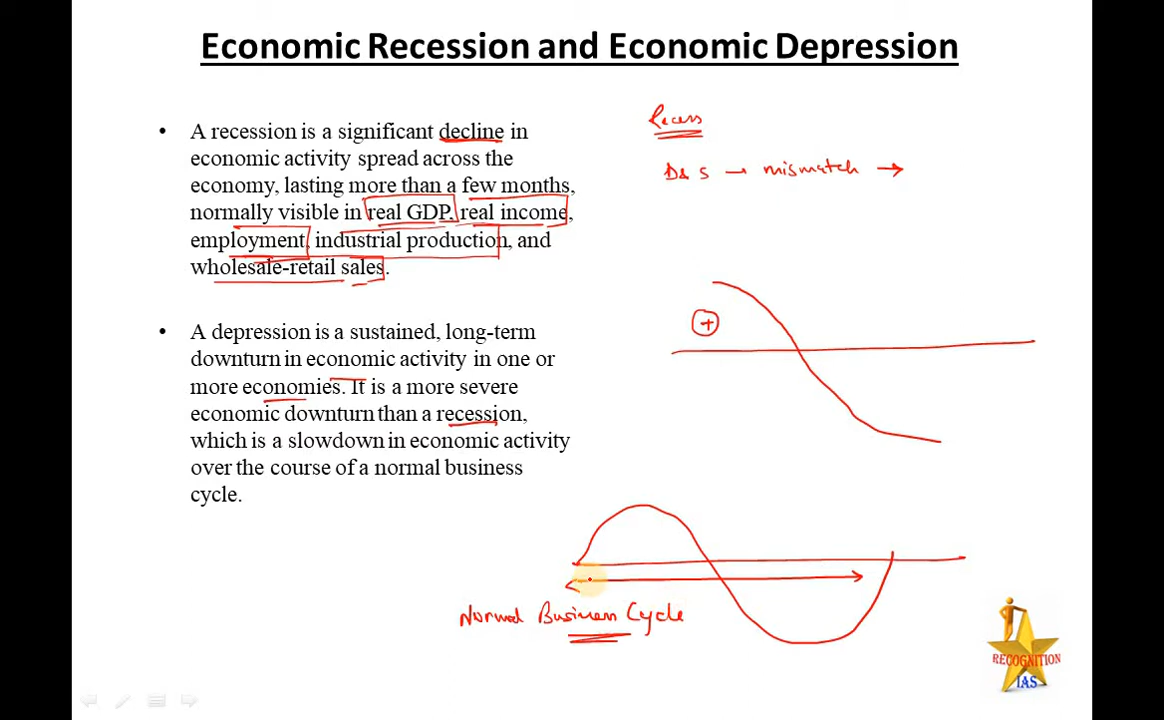 Economic Recession and Economic Depression
• A recession is a significant decline in
economic activity spread across the
economy, lasting more than a few months,
normally visible in real GDP, real income,
employment, industrial production, and
wholesale-retail sales.
• A depression is a sustained, long-term
downturn in economic activity in one or
more economies. It is a more severe
economic downturn than a recession,
which is a slowdown in economic activity
over the course of a normal business
cycle.
Recess
D & S → mismatch →
+
Normal Business Cycle
RECOGNITION
IAS